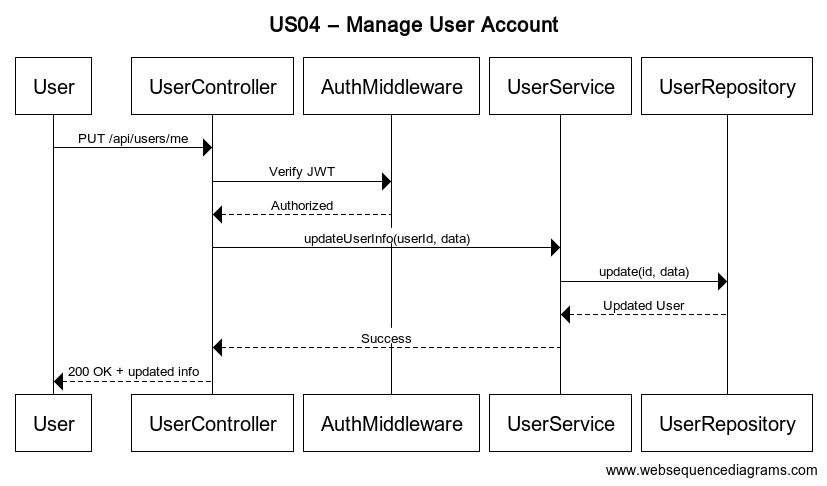 US04 – Manage User Account
User UserController AuthMiddleware UserService UserRepository
PUT /api/users/me
Verify JWT
Authorized
updateUserInfo(userId, data)
update(id, data)
Updated User
Success
200 OK + updated info
User UserController AuthMiddleware UserService UserRepository
www.websequencediagrams.com